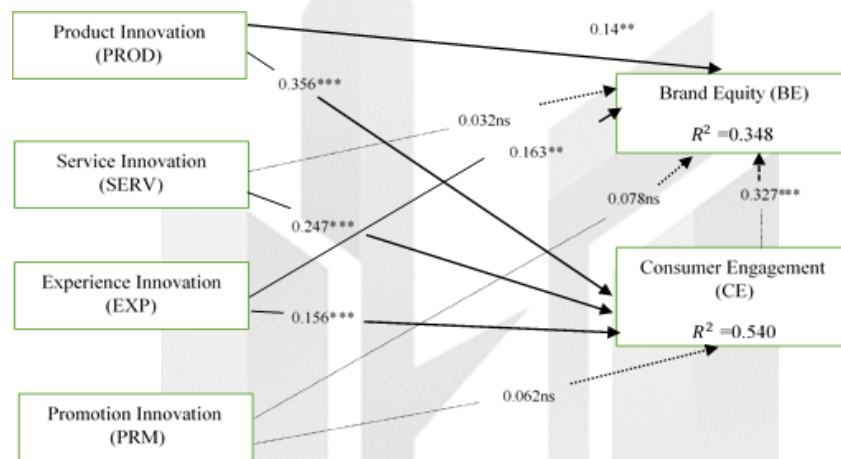 Product Innovation
(PROD)
0.14**
0.356***
Brand Equity (BE)
R² =0.348
0.032ns
Service Innovation
(SERV)
0.163**
0.078ns
0.327***
0.247***
Consumer Engagement
(CE)
R² =0.540
Experience Innovation
(EXP)
0.156***
0.062ns
Promotion Innovation
(PRM)